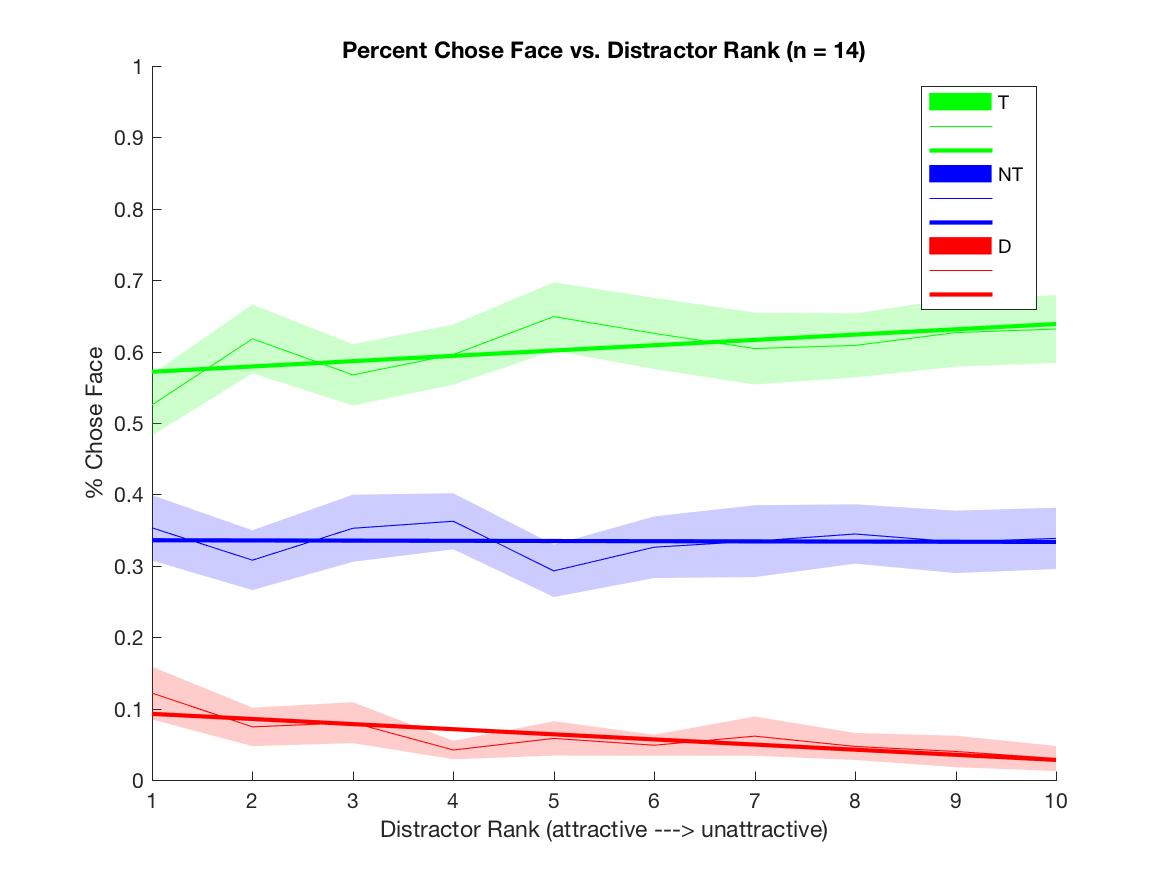 Percent Chose Face vs. Distractor Rank (n = 14)
1
0.9
0.8
0.7
0.6
0.5
0.4
0.3
0.2
0.1
0
% Chose Face
T
NT
D
1 2 3 4 5 6 7 8 9 10
Distractor Rank (attractive ---> unattractive)